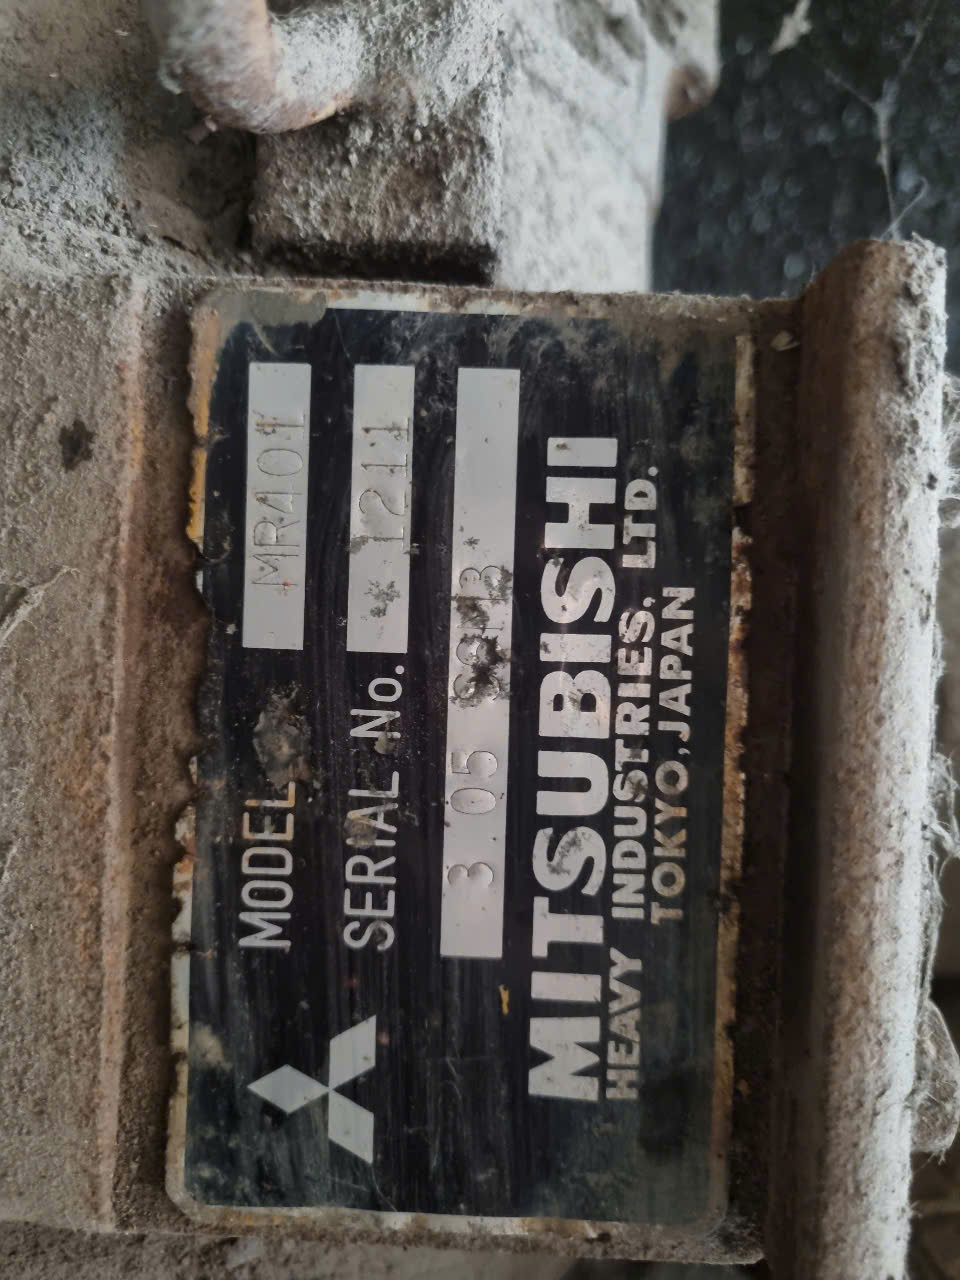 MODEL MR401
SERIAL No. 1211
3 05
MITSUBISHI
HEAVY INDUSTRIES, LTD.
TOKYO, JAPAN